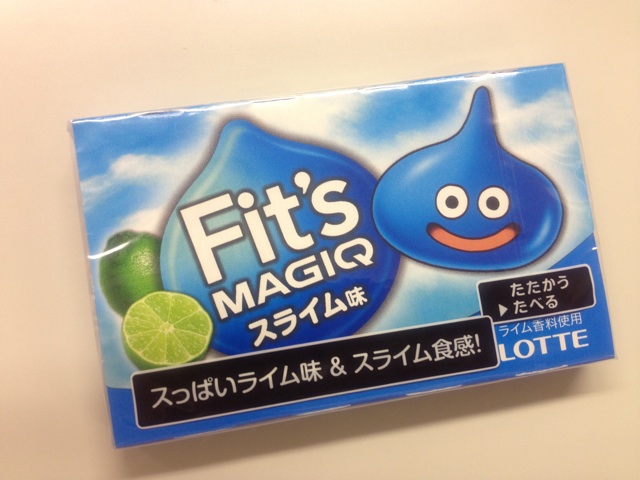 Fit's
MAGIQ
スライム味
たたかう
▶たべる
ライム香料使用
LOTTE
スっぱいライム味 & スライム食感!